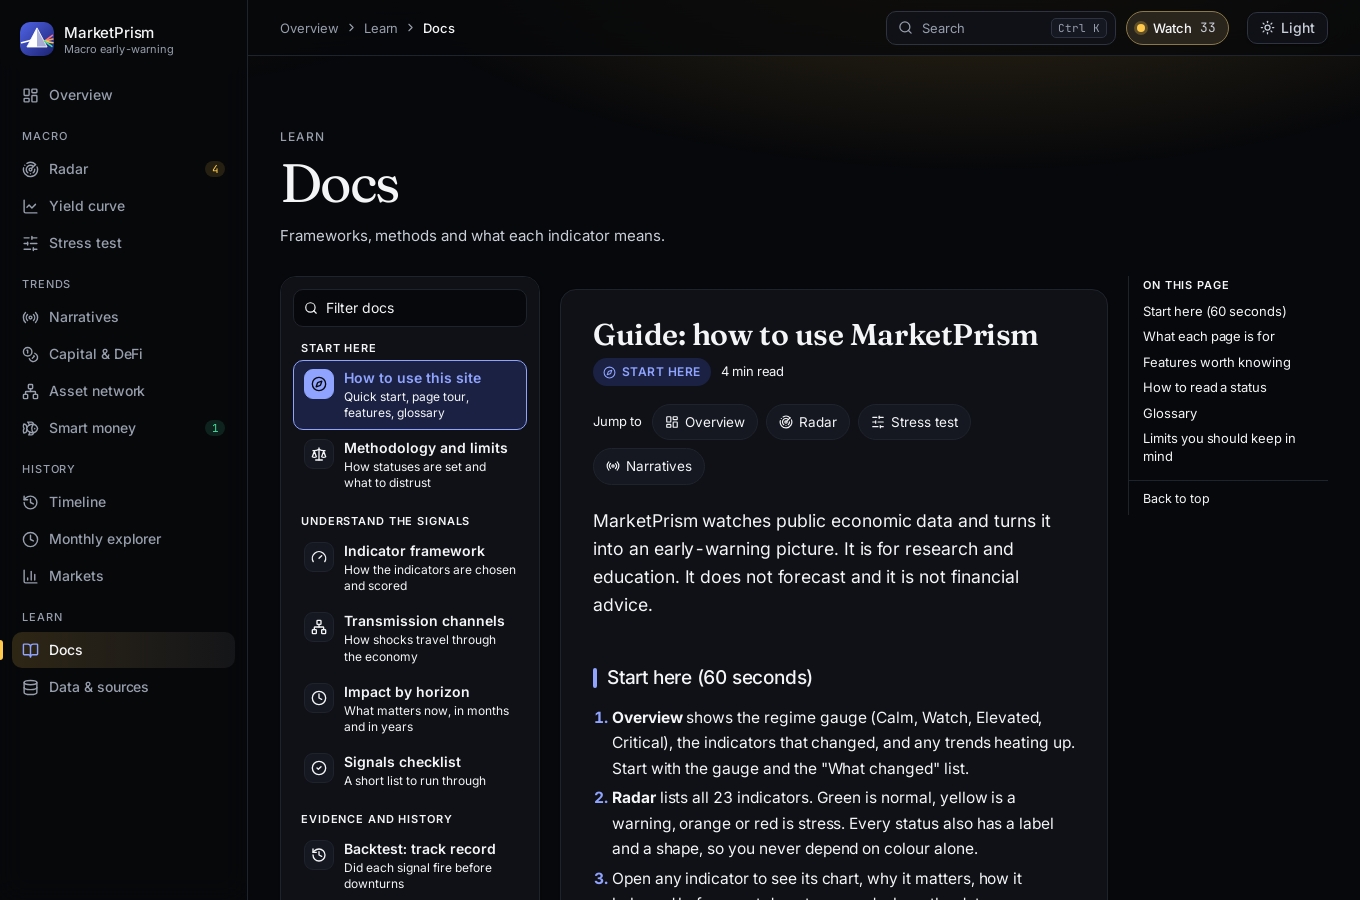 MarketPrism
Macro early-warning
Overview
MACRO
Radar 4
Yield curve
Stress test
TRENDS
Narratives
Capital & DeFi
Asset network
Smart money 1
HISTORY
Timeline
Monthly explorer
Markets
LEARN
Docs
Data & sources
Overview > Learn > Docs
Search Ctrl K
Watch 33
Light
LEARN
Docs
Frameworks, methods and what each indicator means.
Filter docs
START HERE
How to use this site
Quick start, page tour,
features, glossary
Methodology and limits
How statuses are set and
what to distrust
UNDERSTAND THE SIGNALS
Indicator framework
How the indicators are chosen
and scored
Transmission channels
How shocks travel through
the economy
Impact by horizon
What matters now, in months
and in years
Signals checklist
A short list to run through
EVIDENCE AND HISTORY
Backtest: track record
Did each signal fire before
downturns
Guide: how to use MarketPrism
START HERE 4 min read
Jump to Overview Radar Stress test
Narratives
MarketPrism watches public economic data and turns it
into an early-warning picture. It is for research and
education. It does not forecast and it is not financial
advice.
Start here (60 seconds)
1. Overview shows the regime gauge (Calm, Watch, Elevated,
Critical), the indicators that changed, and any trends heating up.
Start with the gauge and the "What changed" list.
2. Radar lists all 23 indicators. Green is normal, yellow is a
warning, orange or red is stress. Every status also has a label
and a shape, so you never depend on colour alone.
3. Open any indicator to see its chart, why it matters, how it
ON THIS PAGE
Start here (60 seconds)
What each page is for
Features worth knowing
How to read a status
Glossary
Limits you should keep in
mind
Back to top